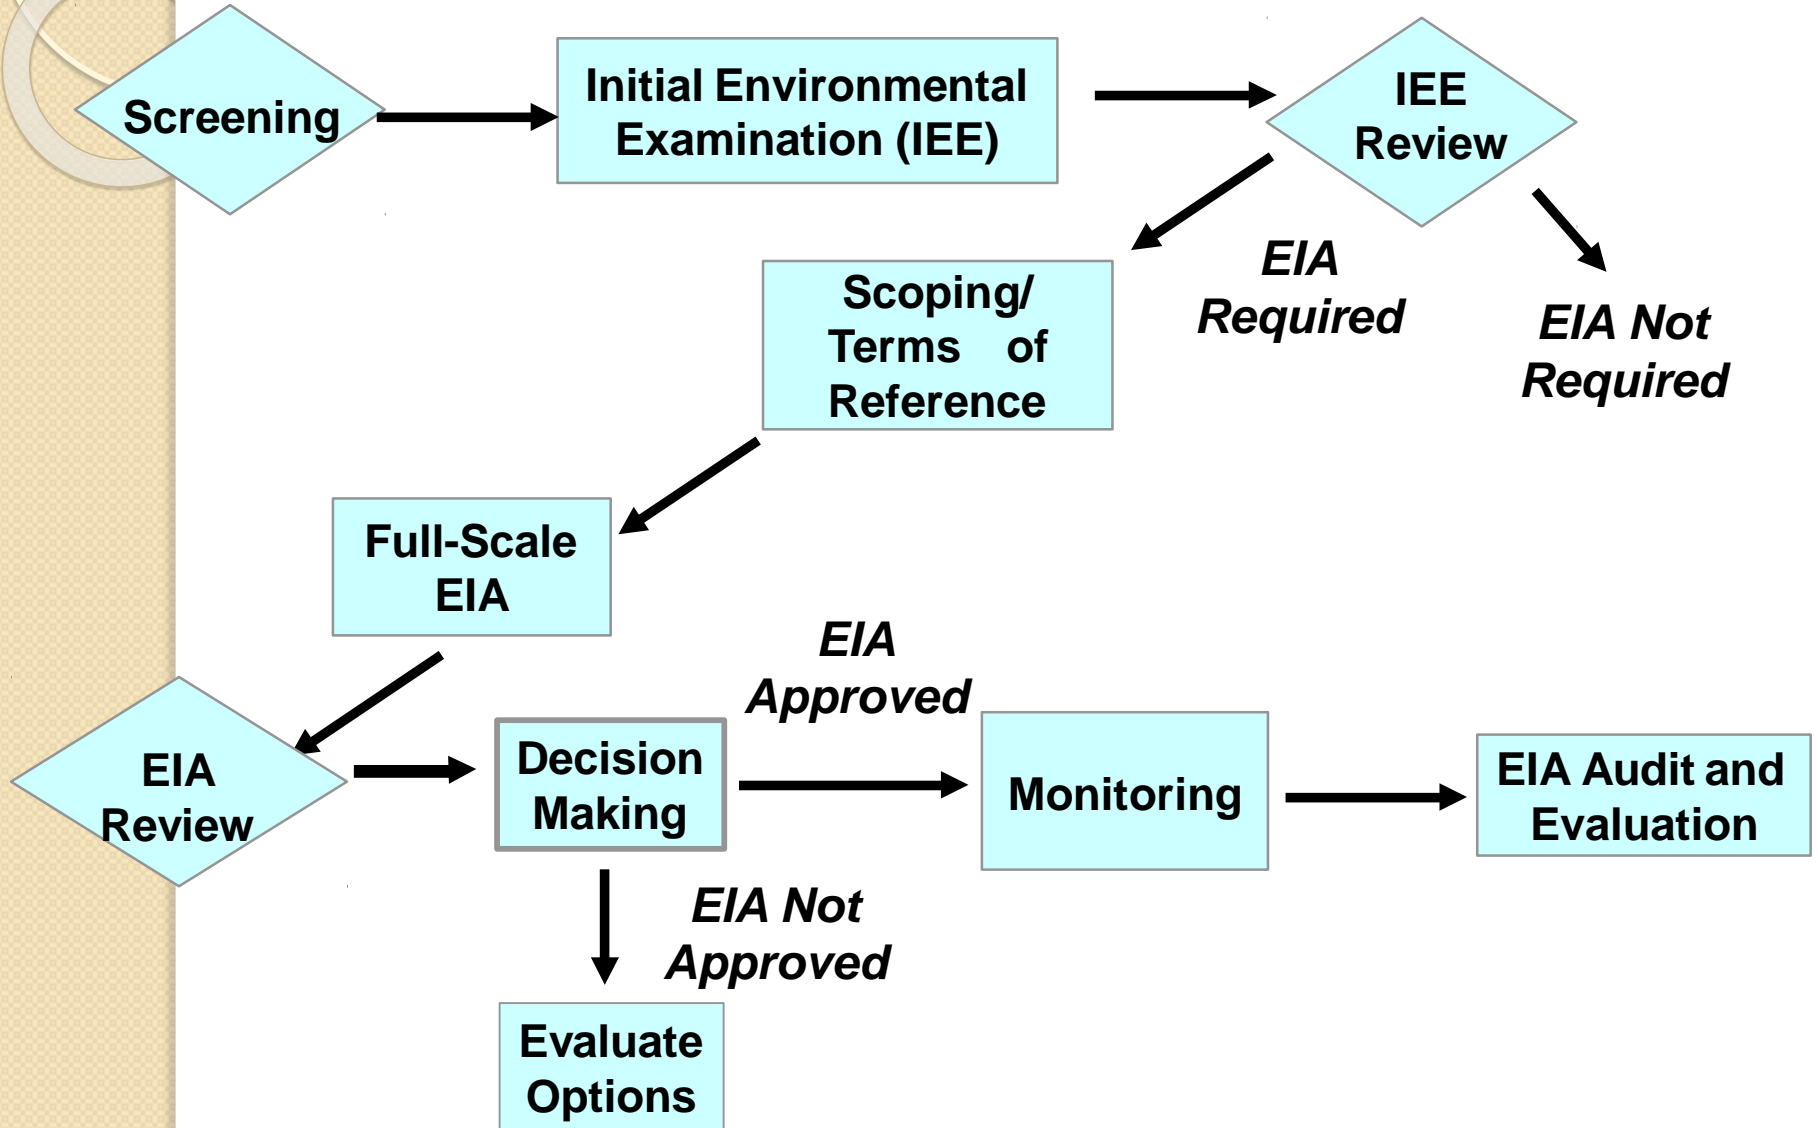 Screening
Initial Environmental
Examination (IEE)
IEE
Review
EIA
Required
EIA Not
Required
Scoping/
Terms of
Reference
Full-Scale
EIA
EIA
Approved
EIA
Review
Decision
Making
Monitoring
EIA Audit and
Evaluation
EIA Not
Approved
Evaluate
Options